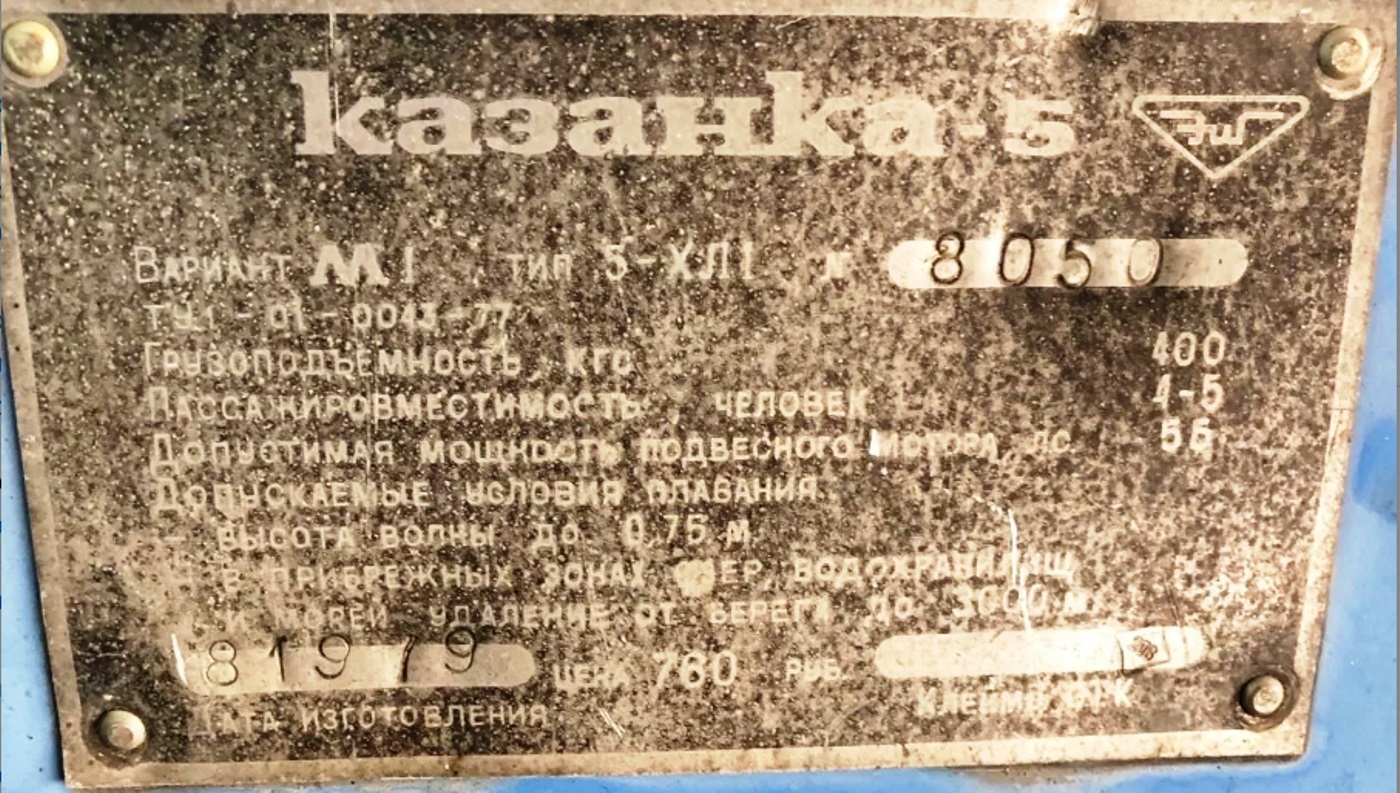 казанка-5
Вариант М1 тип 5-ХЛ1 № 8050
ТУ1-01-0043-77
Грузоподъемность, кгс 400
Пассажировместимость, человек 1-5
Допустимая мощность подвесного мотора, лс 55
Допускаемые условия плавания
- высота волны до 0,75 м
- в прибрежных зонах озер, водохранилищ
и морей удаление от берега до 3000 м
8 1979 цена 760 руб.
Дата изготовления Клеймо ОТК